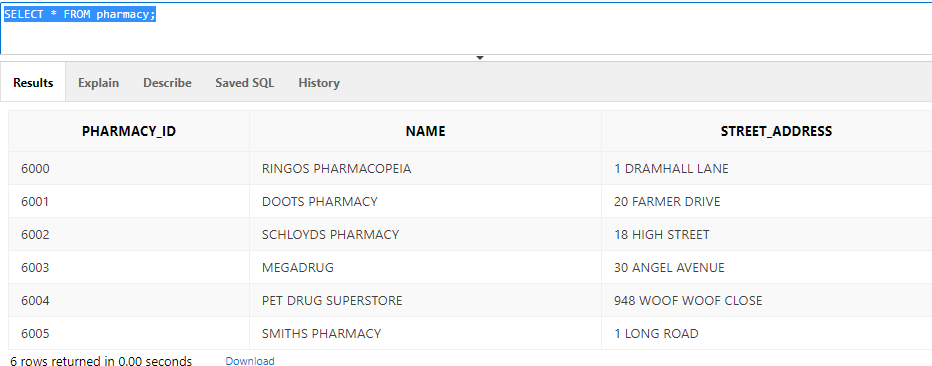 SELECT * FROM pharmacy;
Results Explain Describe Saved SQL History
PHARMACY_ID NAME STREET_ADDRESS
6000 RINGOS PHARMACOPEIA 1 DRAMHALL LANE
6001 DOOTS PHARMACY 20 FARMER DRIVE
6002 SCHLOYDS PHARMACY 18 HIGH STREET
6003 MEGADRUG 30 ANGEL AVENUE
6004 PET DRUG SUPERSTORE 948 WOOF WOOF CLOSE
6005 SMITHS PHARMACY 1 LONG ROAD
6 rows returned in 0.00 seconds Download